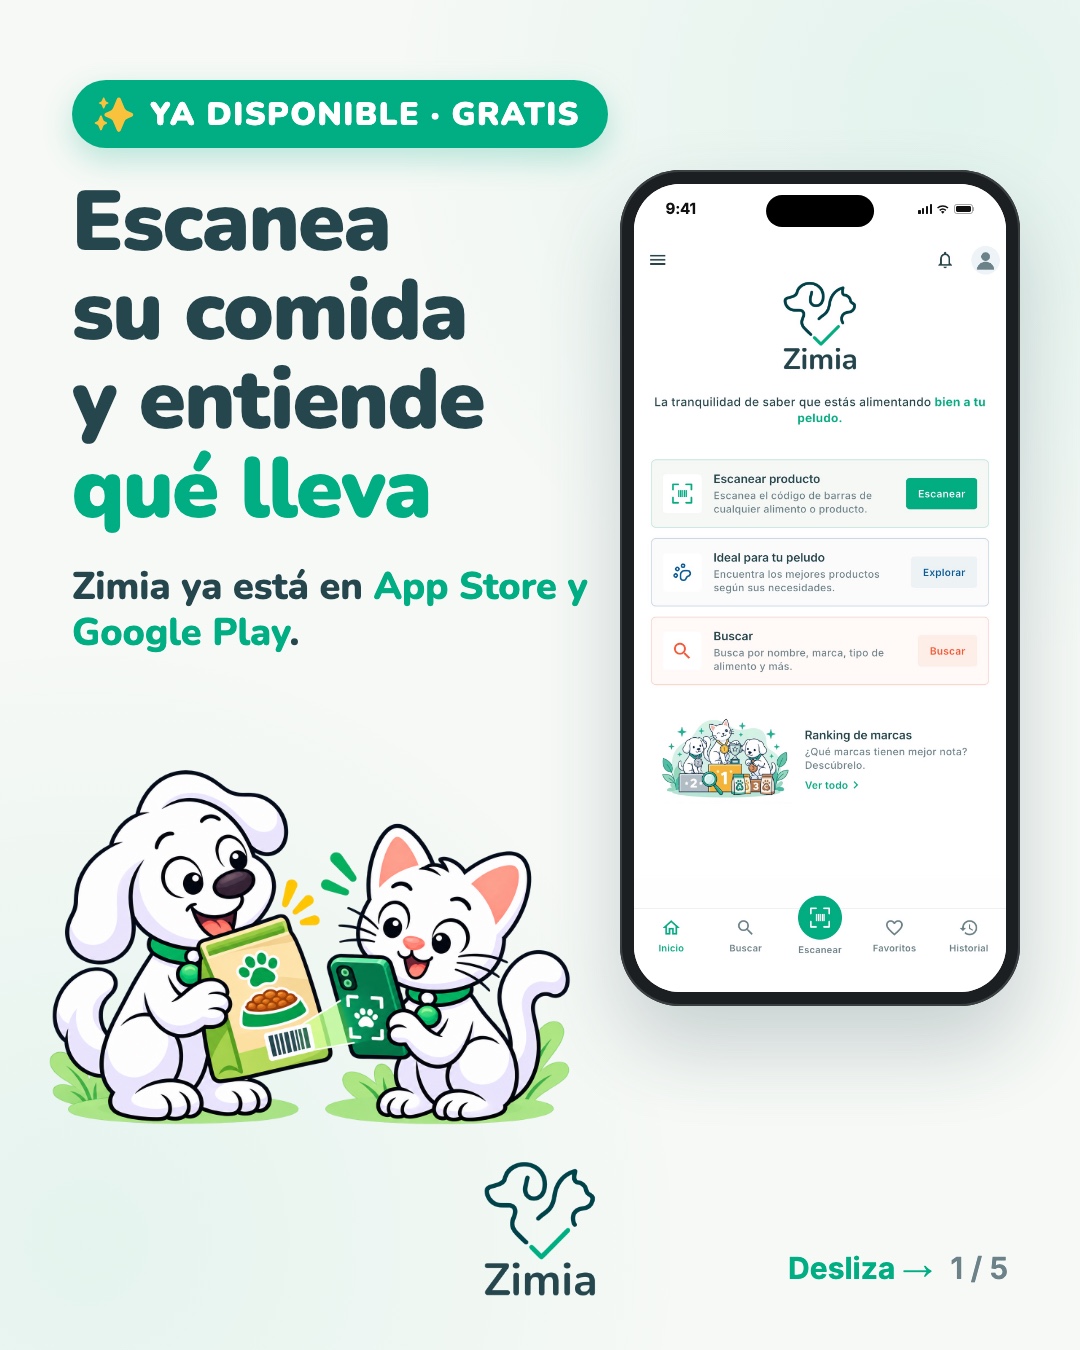 ✨ YA DISPONIBLE · GRATIS
Escanea
su comida
y entiende
qué lleva
Zimia ya está en App Store y
Google Play.
9:41
Zimia
La tranquilidad de saber que estás alimentando bien a tu
peludo.
Escanear producto
Escanea el código de barras de
cualquier alimento o producto.
Escanear
Ideal para tu peludo
Encuentra los mejores productos
según sus necesidades.
Explorar
Buscar
Busca por nombre, marca, tipo de
alimento y más.
Buscar
2
1
3
Ranking de marcas
¿Qué marcas tienen mejor nota?
Descúbrelo.
Ver todo >
Inicio
Buscar
Escanear
Favoritos
Historial
Zimia
Desliza → 1 / 5